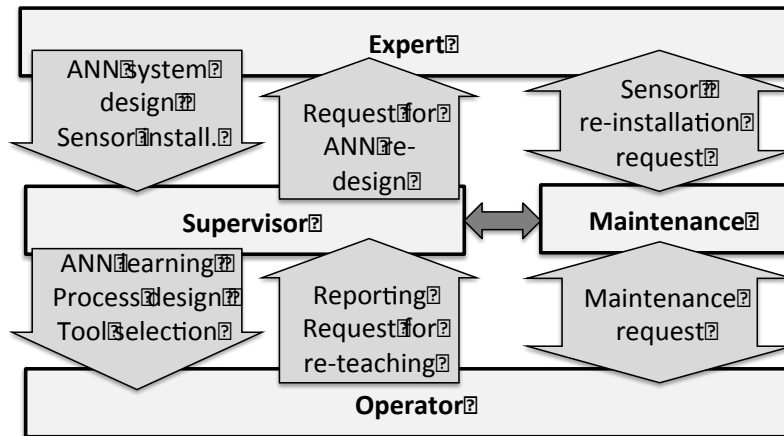 Expert
ANN system
design
Sensor install.
Request for
ANN re-
design
Sensor
re-installation
request
Supervisor
Maintenance
ANN learning
Process design
Tool selection
Reporting
Request for
re-teaching
Maintenance
request
Operator